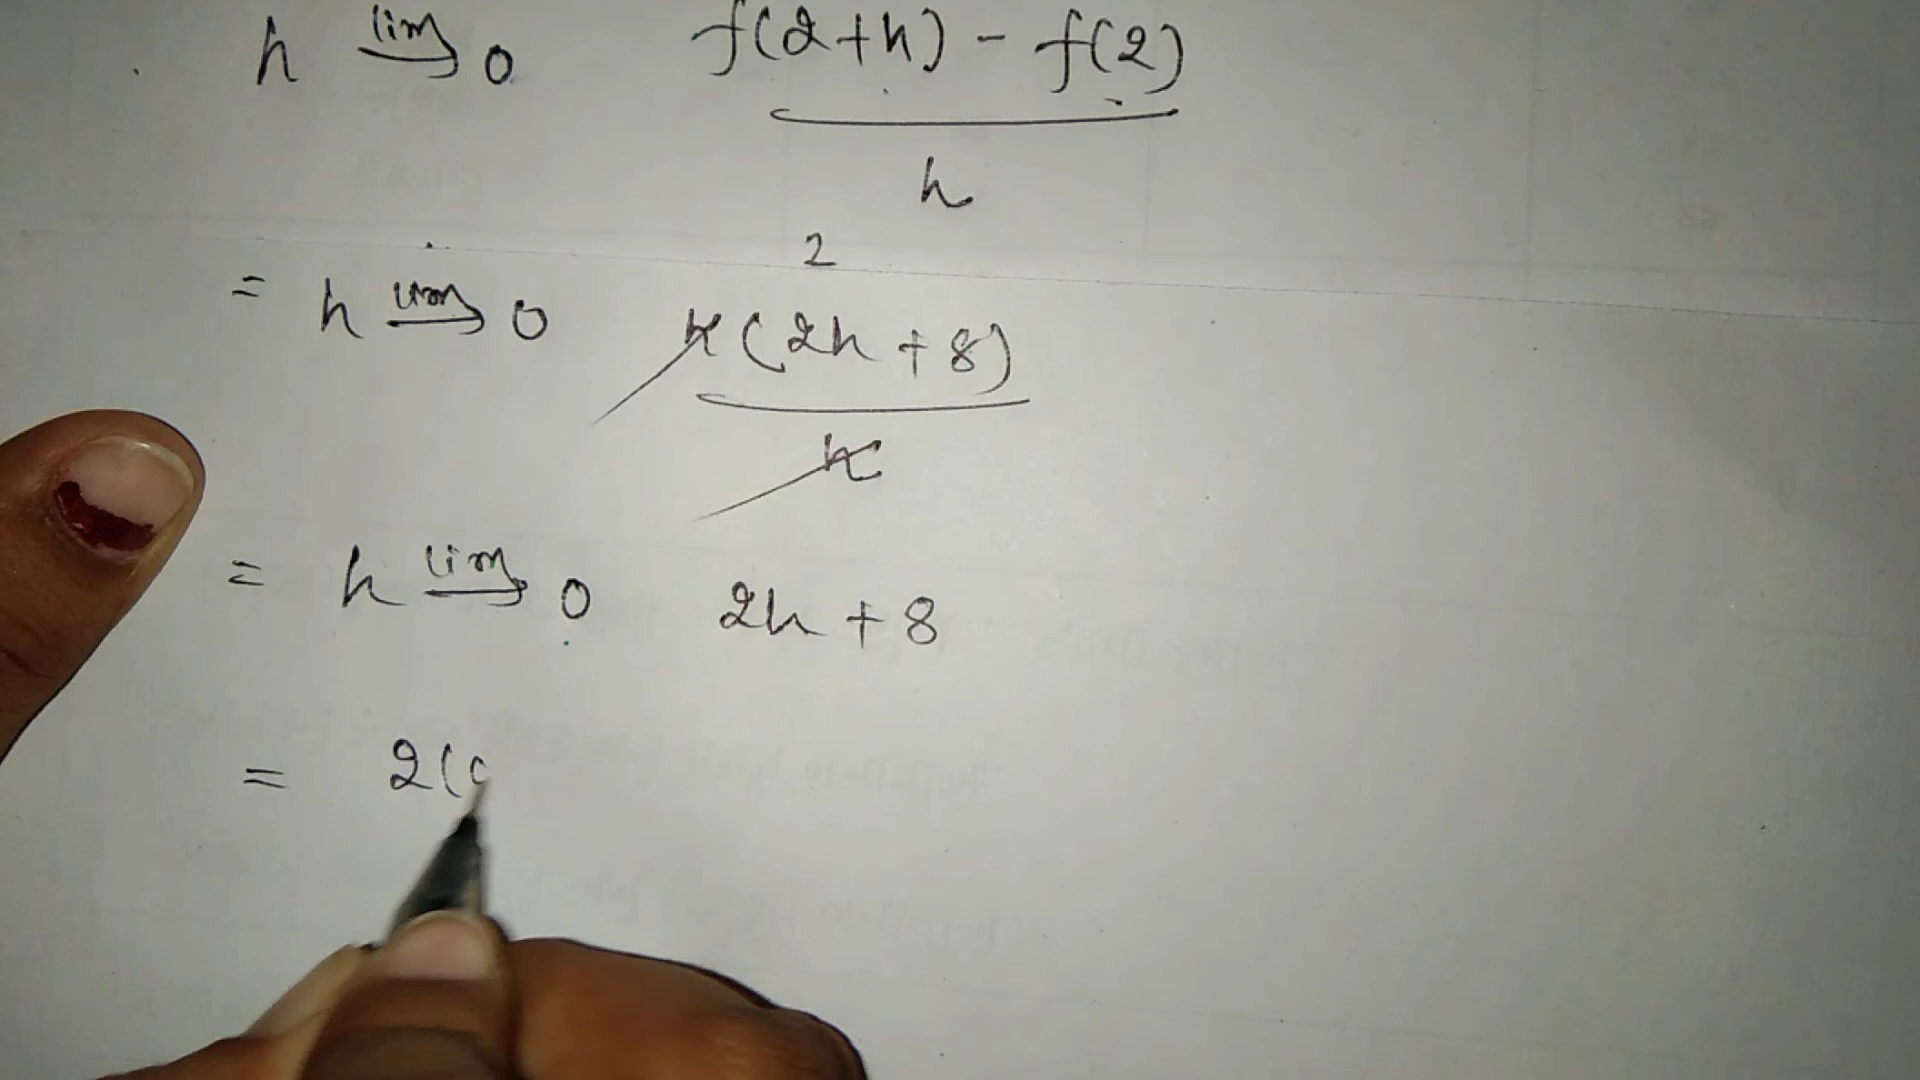 h lim→ 0 f(2+h) - f(2)
h
2
= h lim→ 0 h(2h+8)
h
= h lim→ 0 2h+8
= 2(